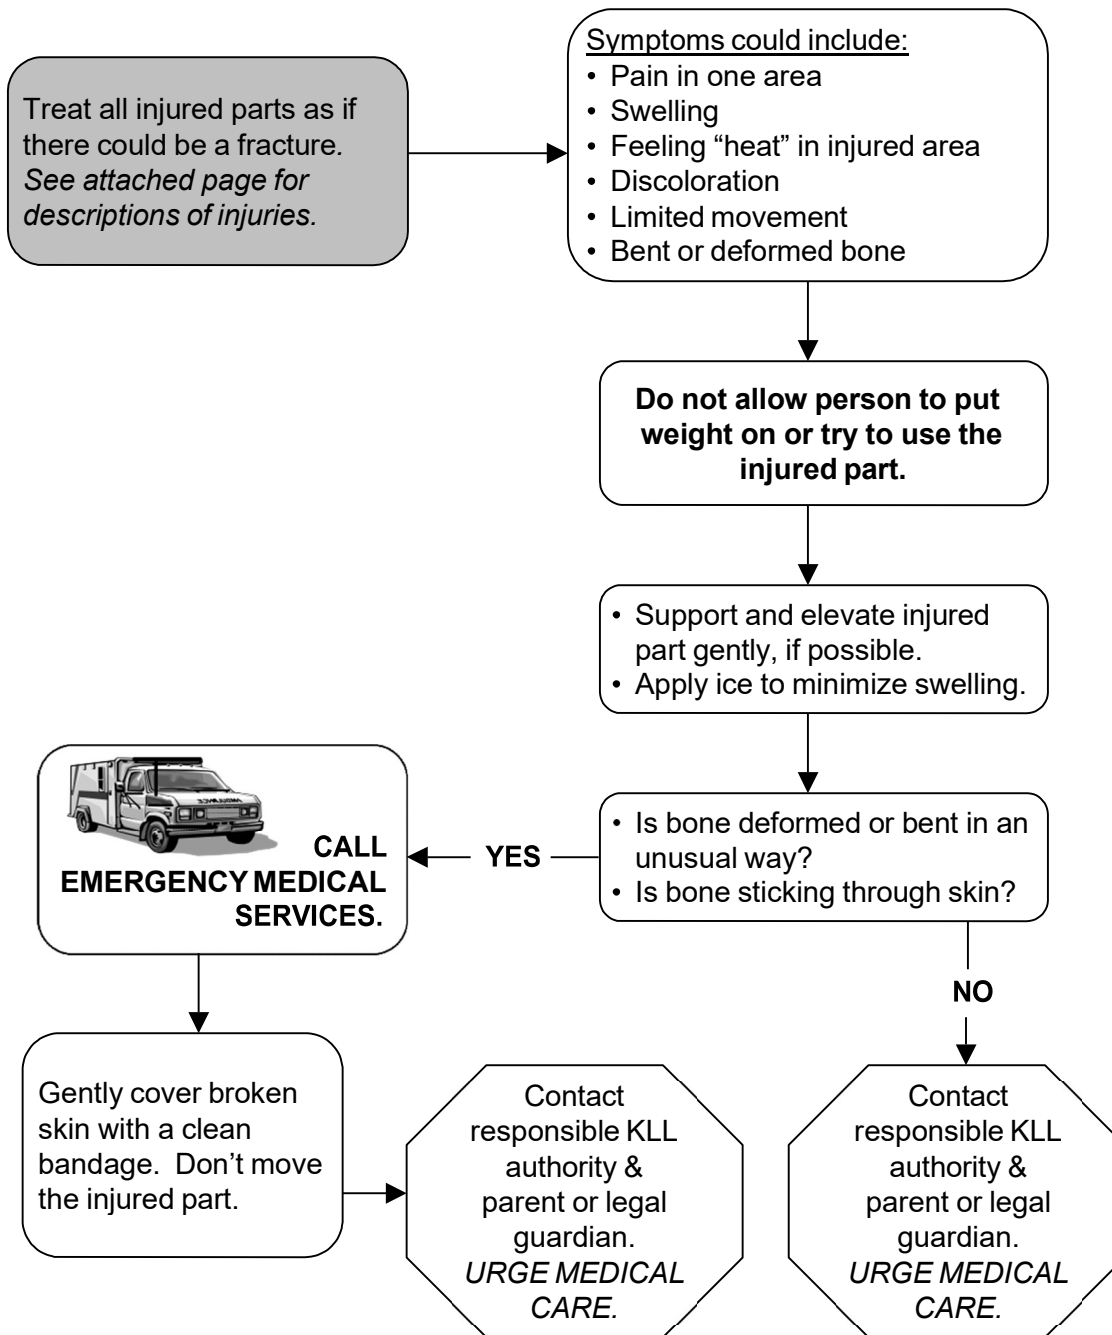 Treat all injured parts as if
there could be a fracture.
See attached page for
descriptions of injuries.
Symptoms could include:
• Pain in one area
• Swelling
• Feeling “heat” in injured area
• Discoloration
• Limited movement
• Bent or deformed bone
Do not allow person to put
weight on or try to use the
injured part.
• Support and elevate injured
part gently, if possible.
• Apply ice to minimize swelling.
• Is bone deformed or bent in an
unusual way?
• Is bone sticking through skin?
YES
CALL
EMERGENCY MEDICAL
SERVICES.
NO
Gently cover broken
skin with a clean
bandage.  Don’t move
the injured part.
Contact
responsible KLL
authority &
parent or legal
guardian.
URGE MEDICAL
CARE.
Contact
responsible KLL
authority &
parent or legal
guardian.
URGE MEDICAL
CARE.